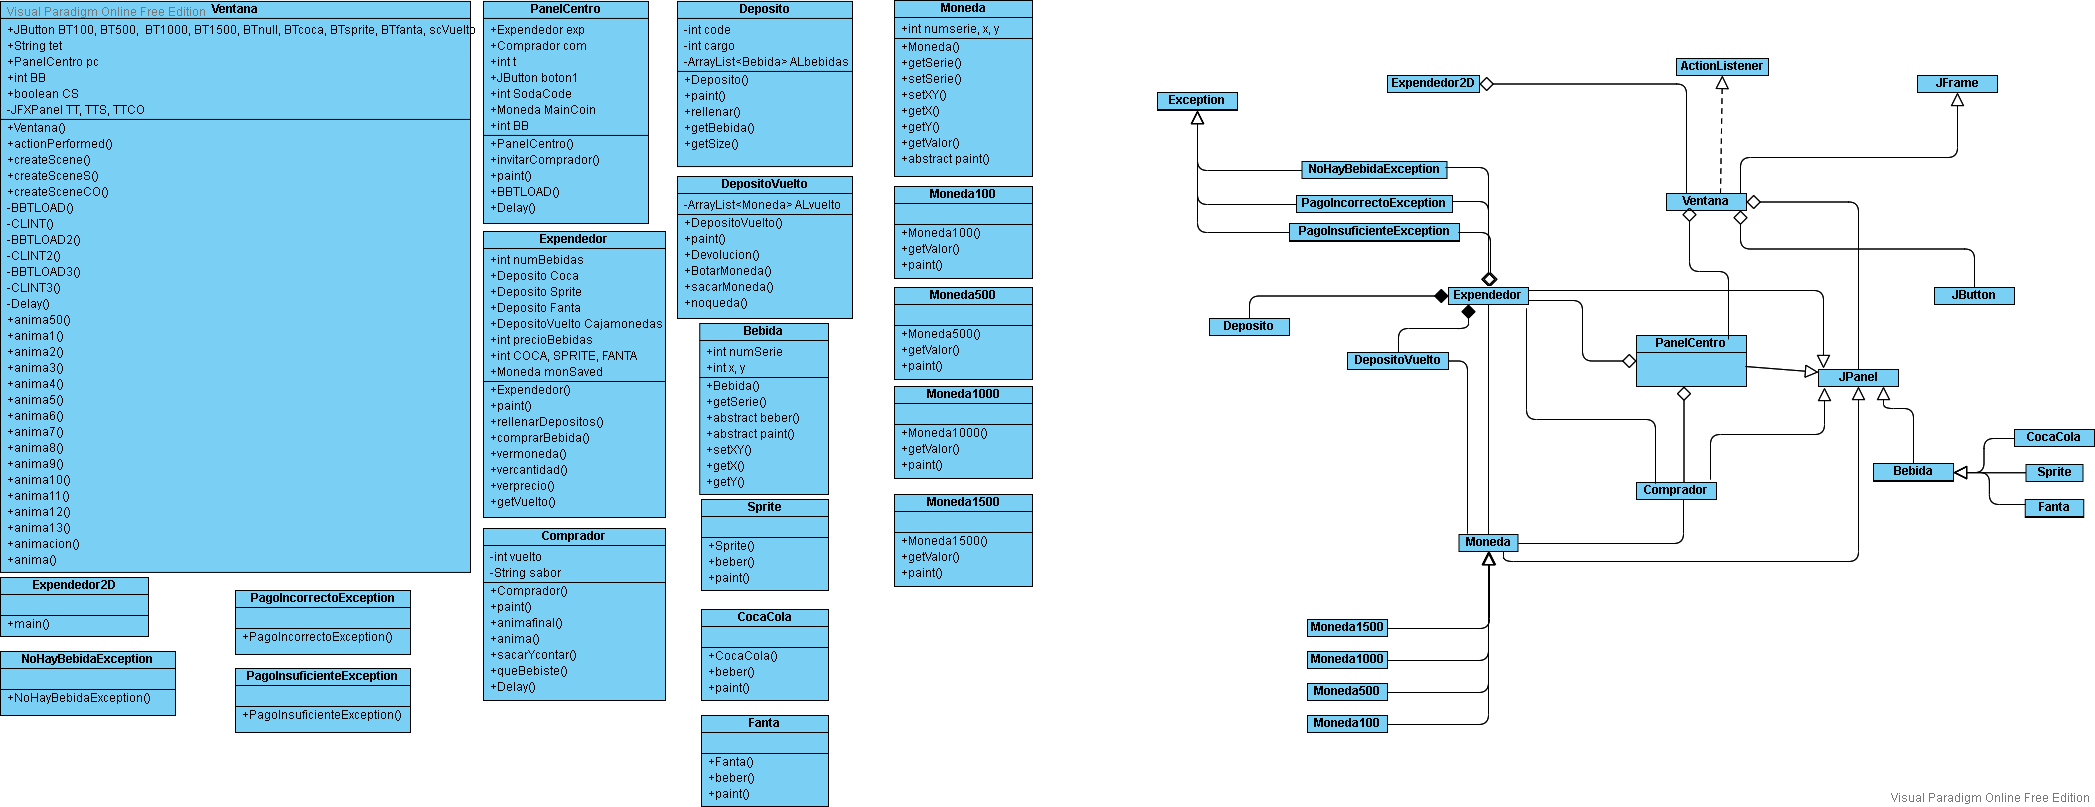 Visual Paradigm Online Free Edition
Ventana
+JButton BT100, BT500, BT1000, BT1500, BTnull, BTcoca, BTsprite, BTfanta, scVuelto
+String tet
+PanelCentro pc
+int BB
+boolean CS
-JFXPanel TT, TTS, TTCO
+Ventana()
+actionPerformed()
+createScene()
+createSceneS()
+createSceneCO()
-BBTLOAD()
-CLINT()
-BBTLOAD2()
-CLINT2()
-BBTLOAD3()
-CLINT3()
-Delay()
+anima50()
+anima1()
+anima2()
+anima3()
+anima4()
+anima5()
+anima6()
+anima7()
+anima8()
+anima9()
+anima10()
+anima11()
+anima12()
+anima13()
+animacion()
+anima()
Expendedor2D
+main()
NoHayBebidaException
+NoHayBebidaException()
PagoIncorrectoException
+PagoIncorrectoException()
PagoInsuficienteException
+PagoInsuficienteException()
PanelCentro
+Expendedor exp
+Comprador com
+int t
+JButton boton1
+int SodaCode
+Moneda MainCoin
+int BB
+PanelCentro()
+invitarComprador()
+paint()
+BBTLOAD()
+Delay()
Expendedor
+int numBebidas
+Deposito Coca
+Deposito Sprite
+Deposito Fanta
+DepositoVuelto Cajamonedas
+int precioBebidas
+int COCA, SPRITE, FANTA
+Moneda monSaved
+Expendedor()
+paint()
+rellenarDepositos()
+comprarBebida()
+vermoneda()
+vercantidad()
+verprecio()
+getVuelto()
Comprador
-int vuelto
-String sabor
+Comprador()
+paint()
+animafinal()
+anima()
+sacarYcontar()
+queBebiste()
+Delay()
Deposito
-int code
-int cargo
-ArrayList<Bebida> ALbebidas
+Deposito()
+paint()
+rellenar()
+getBebida()
+getSize()
DepositoVuelto
-ArrayList<Moneda> ALvuelto
+DepositoVuelto()
+paint()
+Devolucion()
+BotarMoneda()
+sacarMoneda()
+noqueda()
Bebida
+int numSerie
+int x, y
+Bebida()
+getSerie()
+abstract beber()
+abstract paint()
+setXY()
+getX()
+getY()
Sprite
+Sprite()
+beber()
+paint()
CocaCola
+CocaCola()
+beber()
+paint()
Fanta
+Fanta()
+beber()
+paint()
Moneda
+int numserie, x, y
+Moneda()
+getSerie()
+setSerie()
+setXY()
+getX()
+getY()
+getValor()
+abstract paint()
Moneda100
+Moneda100()
+getValor()
+paint()
Moneda500
+Moneda500()
+getValor()
+paint()
Moneda1000
+Moneda1000()
+getValor()
+paint()
Moneda1500
+Moneda1500()
+getValor()
+paint()
ActionListener
Expendedor2D
JFrame
Exception
NoHayBebidaException
PagoIncorrectoException
Ventana
PagoInsuficienteException
Expendedor
JButton
Deposito
PanelCentro
DepositoVuelto
JPanel
CocaCola
Bebida
Sprite
Comprador
Fanta
Moneda
Moneda1500
Moneda1000
Moneda500
Moneda100
Visual Paradigm Online Free Edition